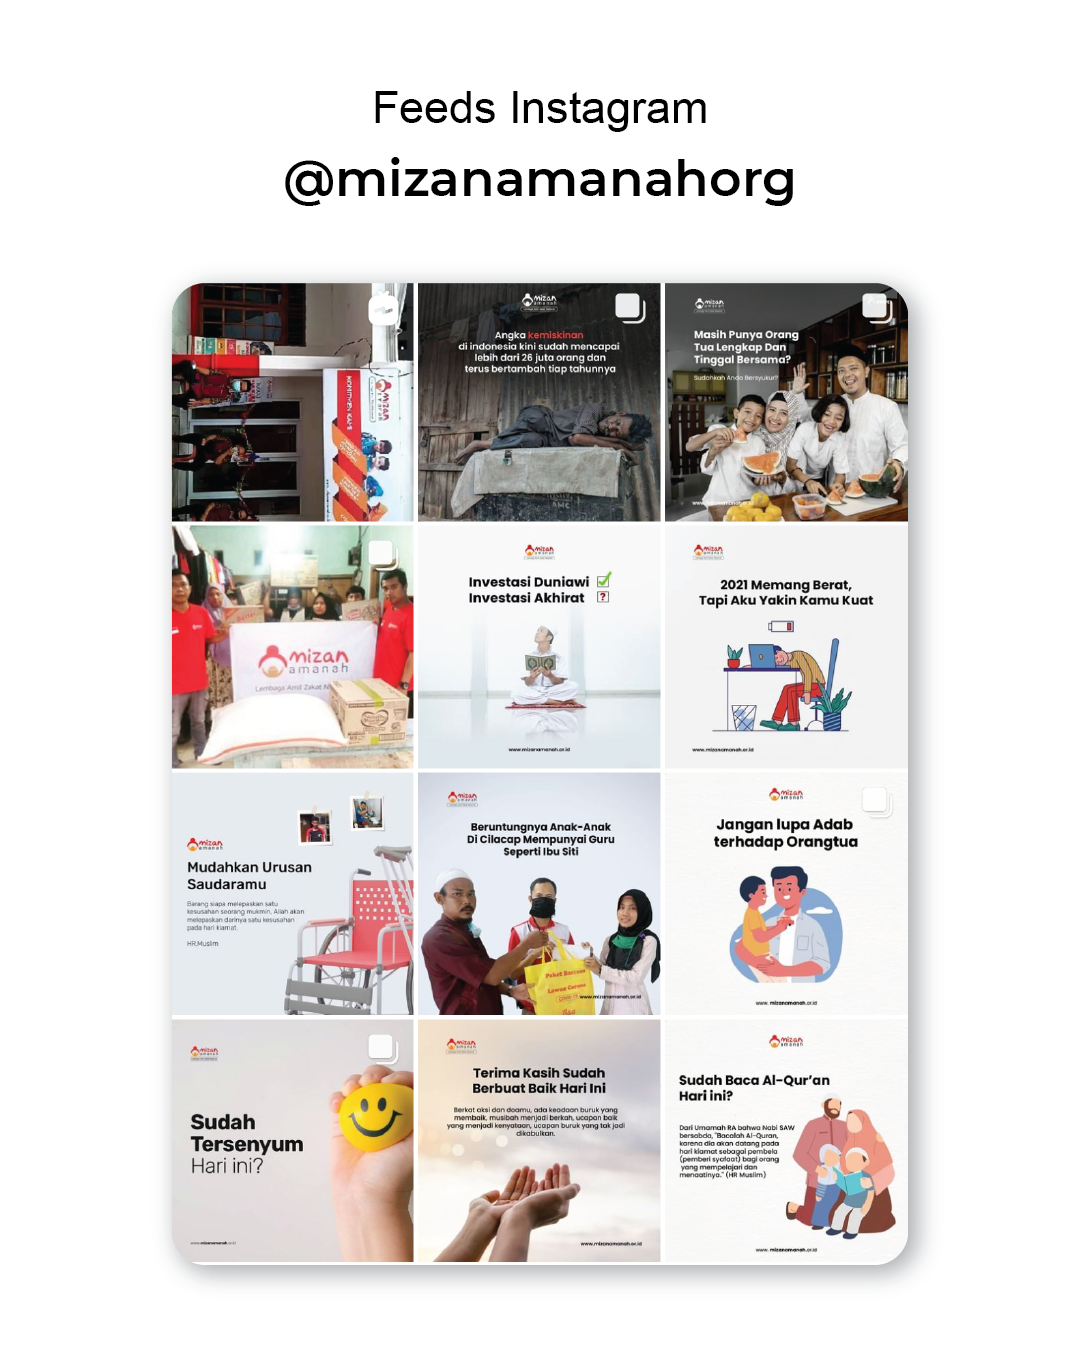 Feeds Instagram
@mizanamanahorg
mizan
amanah
mizan
amanah
Angka kemiskinan
di indonesia kini sudah mencapai
lebih dari 26 juta orang dan
terus bertambah tiap tahunnya
mizan
amanah
Masih Punya Orang
Tua Lengkap Dan
Tinggal Bersama?
Sudahkah Anda Bersyukur?
mizan
amanah
Lembaga Amil Zakat
mizan
amanah
Investasi Duniawi
Investasi Akhirat ?
www.mizanamanah.or.id
mizan
amanah
2021 Memang Berat,
Tapi Aku Yakin Kamu Kuat
www.mizanamanah.or.id
mizan
amanah
Mudahkan Urusan
Saudaramu
Barang siapa melepaskan satu
kesusahan seorang mukmin, Allah akan
melepaskan darinya satu kesusahan
pada hari kiamat.
HR.Muslim
mizan
amanah
Beruntungnya Anak-Anak
Di Cilacap Mempunyai Guru
Seperti Ibu Siti
Paket Bantuan
Lawan Corona
www.mizanamanah.or.id
mizan
amanah
Jangan lupa Adab
terhadap Orangtua
www. mizanamanah.or.id
mizan
amanah
Sudah
Tersenyum
Hari ini?
www.mizanamanah.or.id
mizan
amanah
Terima Kasih Sudah
Berbuat Baik Hari Ini
Berkat aksi dan doamu, ada keadaan buruk yang
membaik, musibah menjadi berkah, ucapan baik
yang menjadi kenyataan, ucapan buruk yang tak jadi
dikabulkan.
www.mizanamanah.or.id
mizan
amanah
Sudah Baca Al-Qur'an
Hari ini?
Dari Umamah RA bahwa Nabi SAW
bersabda, "Bacalah Al-Quran,
karena dia akan datang pada
hari kiamat sebagai pembela
(pemberi syafaat) bagi orang
yang mempelajari dan
menaatinya." (HR Muslim)
www. mizanamanah.or.id